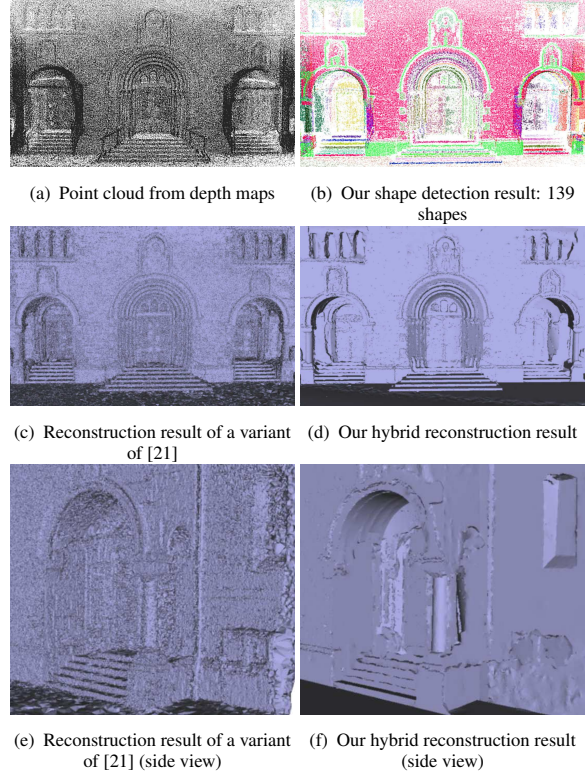 (a) Point cloud from depth maps
(b) Our shape detection result: 139
shapes
(c) Reconstruction result of a variant
of [21]
(d) Our hybrid reconstruction result
(e) Reconstruction result of a variant
of [21] (side view)
(f) Our hybrid reconstruction result
(side view)